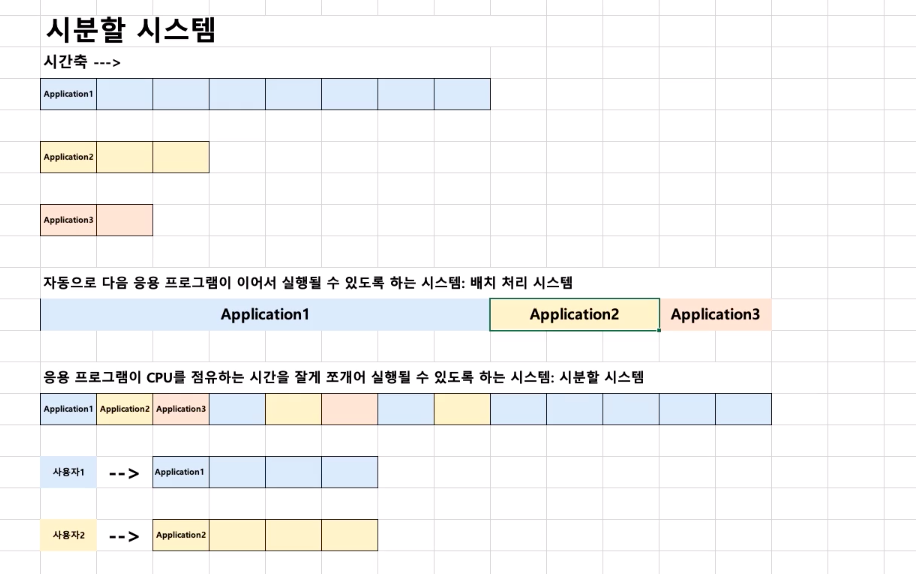 시분할 시스템
시간축 --->
Application1
Application2
Application3
자동으로 다음 응용 프로그램이 이어서 실행될 수 있도록 하는 시스템: 배치 처리 시스템
Application1 Application2 Application3
응용 프로그램이 CPU를 점유하는 시간을 잘게 쪼개어 실행될 수 있도록 하는 시스템: 시분할 시스템
Application1 Application2 Application3
사용자1 --> Application1
사용자2 --> Application2